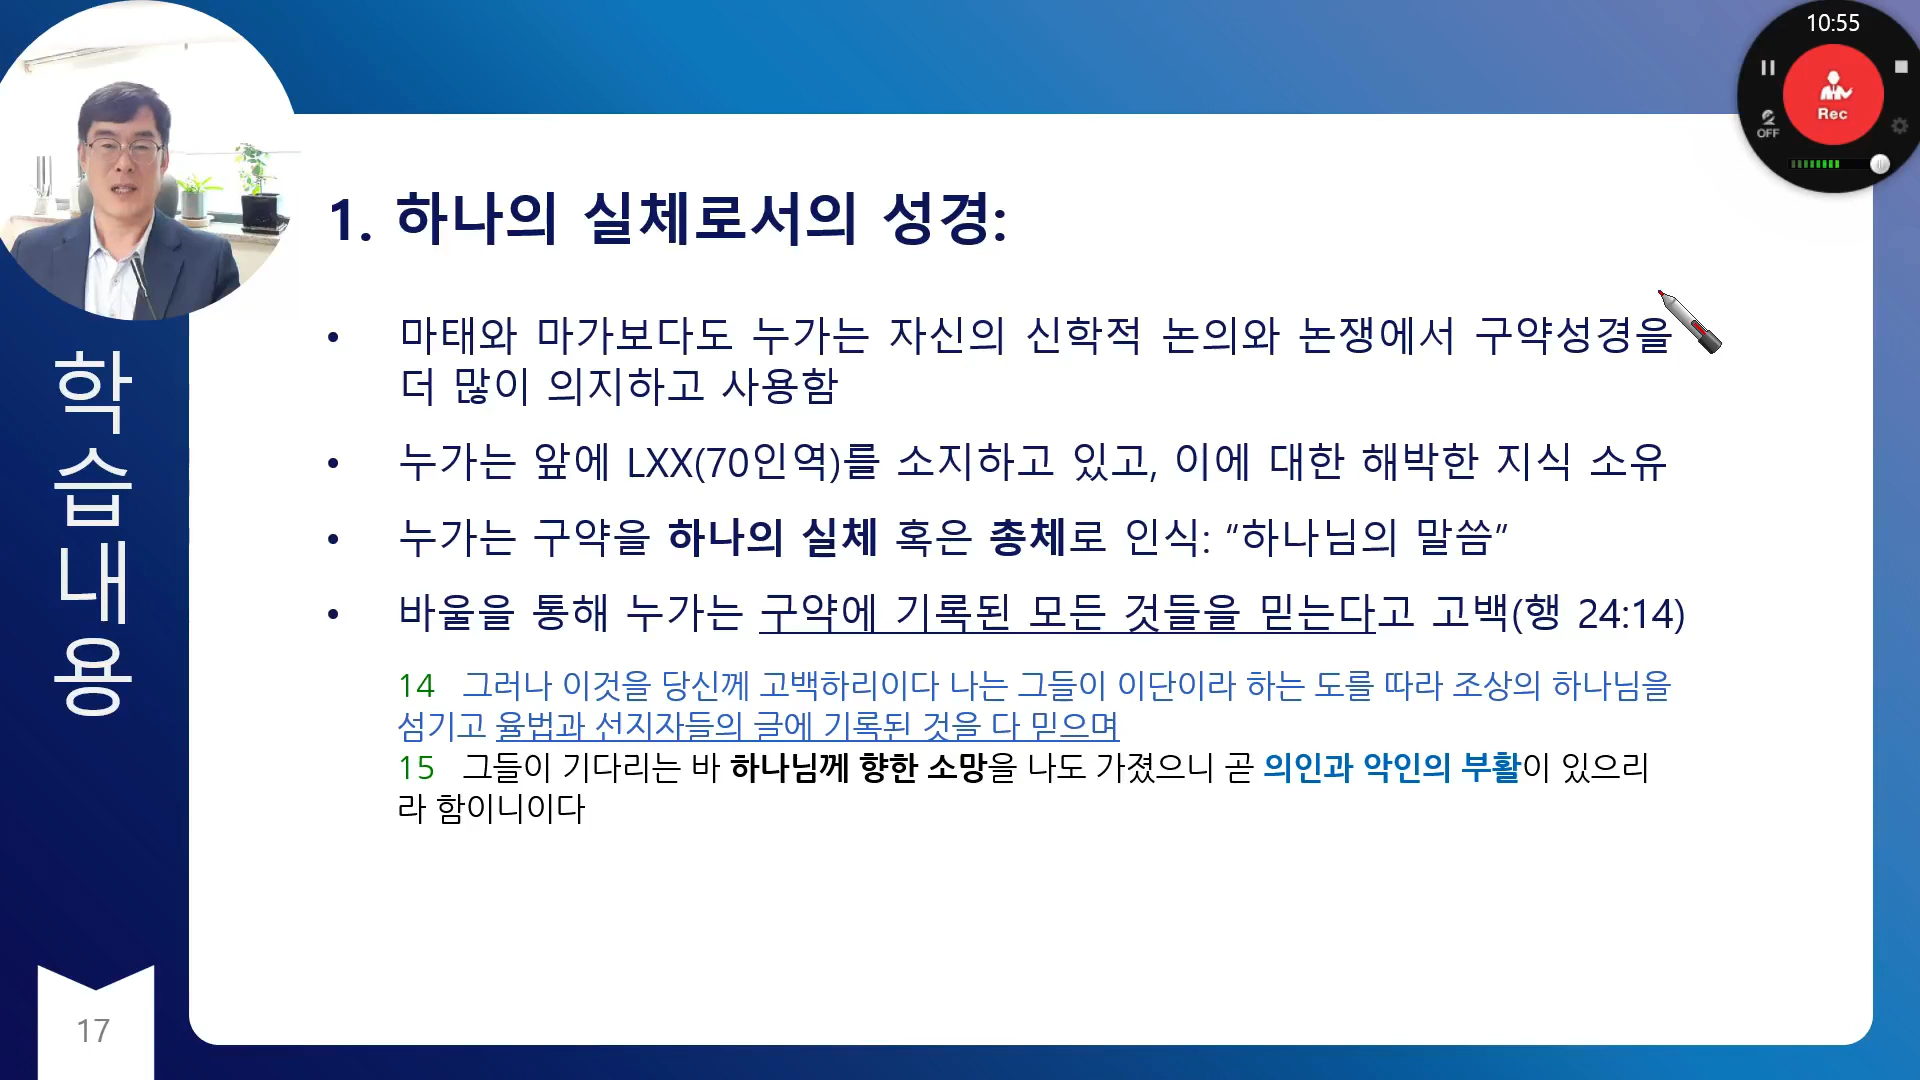 10:55
Rec
OFF
1. 하나의 실체로서의 성경:
• 마태와 마가보다도 누가는 자신의 신학적 논의와 논쟁에서 구약성경을
더 많이 의지하고 사용함
• 누가는 앞에 LXX(70인역)를 소지하고 있고, 이에 대한 해박한 지식 소유
• 누가는 구약을 하나의 실체 혹은 총체로 인식: “하나님의 말씀”
• 바울을 통해 누가는 구약에 기록된 모든 것들을 믿는다고 고백(행 24:14)
14 그러나 이것을 당신께 고백하리이다 나는 그들이 이단이라 하는 도를 따라 조상의 하나님을
섬기고 율법과 선지자들의 글에 기록된 것을 다 믿으며
15 그들이 기다리는 바 하나님께 향한 소망을 나도 가졌으니 곧 의인과 악인의 부활이 있으리
라 함이니이다
학
습
내
용
17